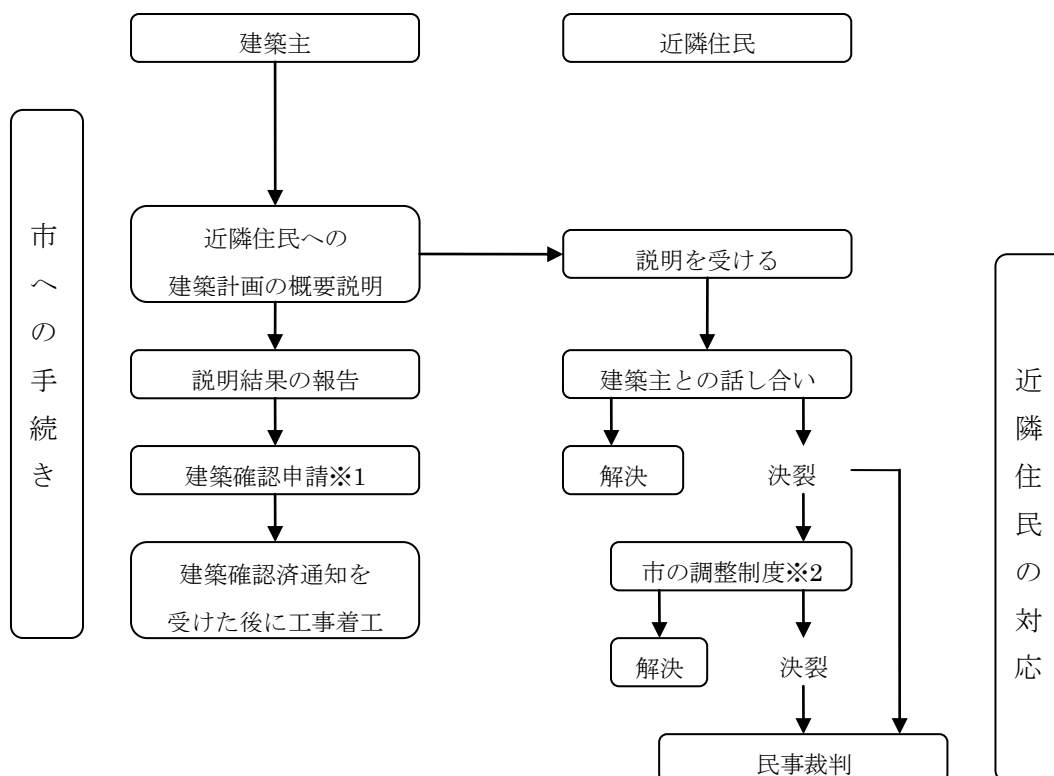 建築主
近隣住民
市への手続き
近隣住民への
建築計画の概要説明
説明を受ける
説明結果の報告
建築主との話し合い
建築確認申請※1
解決
決裂
建築確認済通知を
受けた後に工事着工
市の調整制度※2
解決
決裂
民事裁判
近隣住民の対応